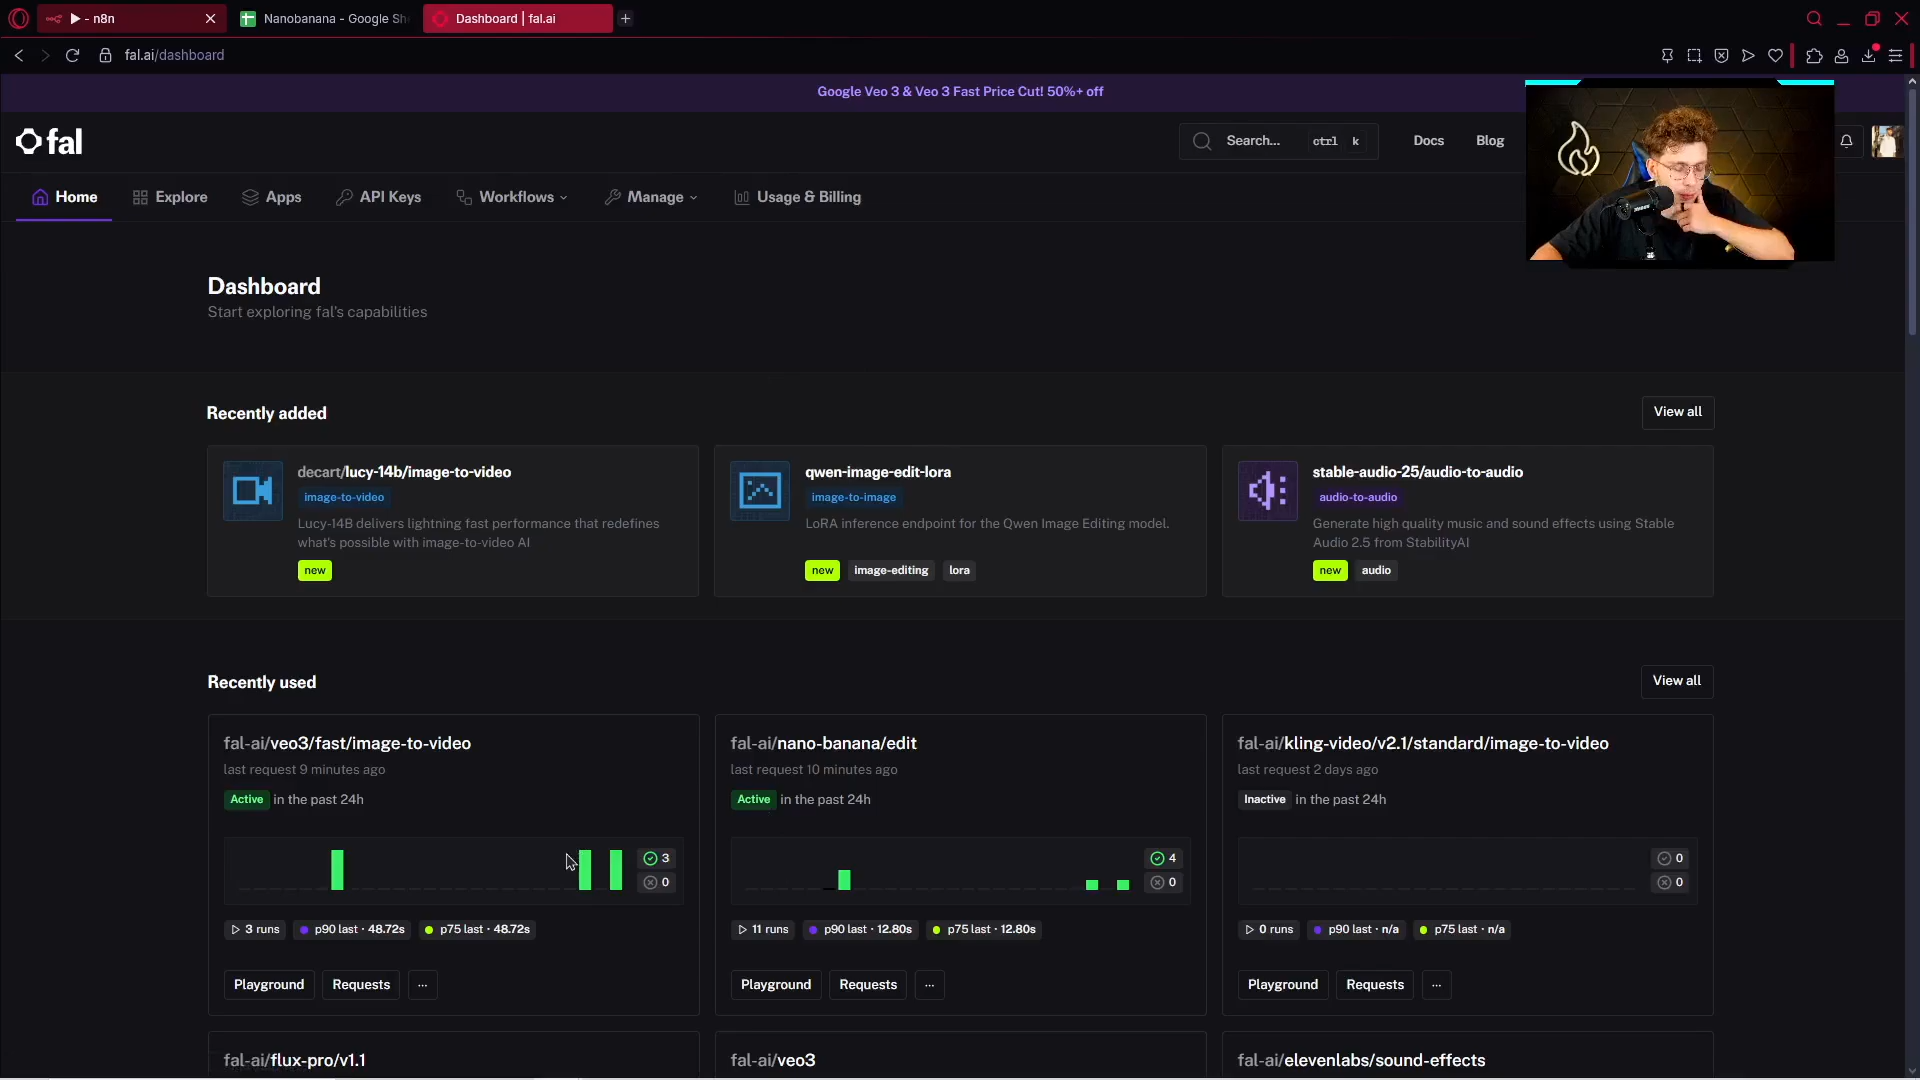 ▶ - n8n
Nanobanana - Google Sh
Dashboard | fal.ai
fal.ai/dashboard
Google Veo 3 & Veo 3 Fast Price Cut! 50%+ off
fal
Search... ctrl k
Docs
Blog
Home
Explore
Apps
API Keys
Workflows
Manage
Usage & Billing
Dashboard
Start exploring fal's capabilities
Recently added
View all
decart/lucy-14b/image-to-video
image-to-video
Lucy-14B delivers lightning fast performance that redefines
what's possible with image-to-video AI
new
qwen-image-edit-lora
image-to-image
LoRA inference endpoint for the Qwen Image Editing model.
new image-editing lora
stable-audio-25/audio-to-audio
audio-to-audio
Generate high quality music and sound effects using Stable
Audio 2.5 from StabilityAI
new audio
Recently used
View all
fal-ai/veo3/fast/image-to-video
last request 9 minutes ago
Active in the past 24h
3
0
3 runs p90 last · 48.72s p75 last · 48.72s
Playground Requests ...
fal-ai/nano-banana/edit
last request 10 minutes ago
Active in the past 24h
4
0
11 runs p90 last · 12.80s p75 last · 12.80s
Playground Requests ...
fal-ai/kling-video/v2.1/standard/image-to-video
last request 2 days ago
Inactive in the past 24h
0
0
0 runs p90 last · n/a p75 last · n/a
Playground Requests ...
fal-ai/flux-pro/v1.1
fal-ai/veo3
fal-ai/elevenlabs/sound-effects